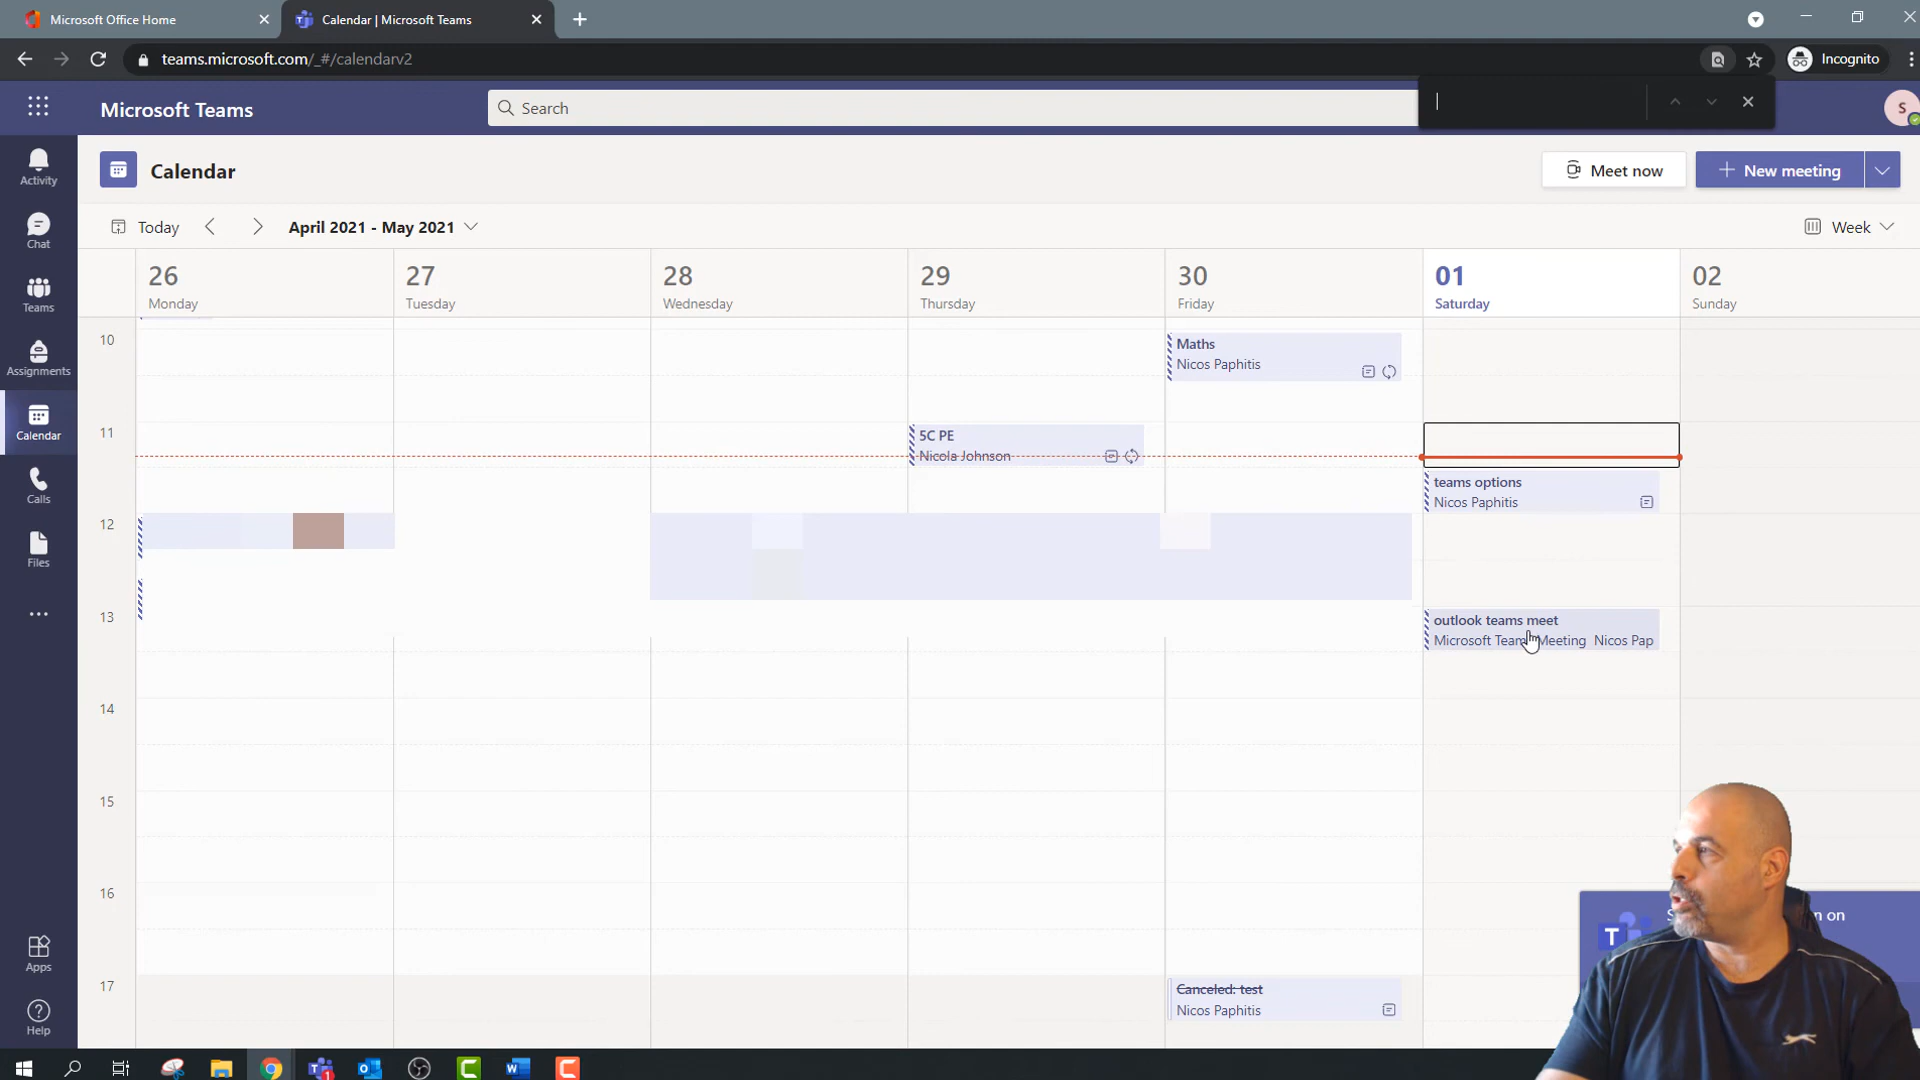 Microsoft Office Home
Calendar | Microsoft Teams
teams.microsoft.com/_#/calendarv2
Incognito
Microsoft Teams
Search
S
Activity
Chat
Teams
Assignments
Calendar
Calls
Files
Apps
Help
Calendar
Meet now
New meeting
Today
April 2021 - May 2021
Week
26
Monday
27
Tuesday
28
Wednesday
29
Thursday
30
Friday
01
Saturday
02
Sunday
10
11
12
13
14
15
16
17
Maths
Nicos Paphitis
5C PE
Nicola Johnson
teams options
Nicos Paphitis
outlook teams meet
Microsoft Team Meeting Nicos Pap
Canceled: test
Nicos Paphitis
T
on
1